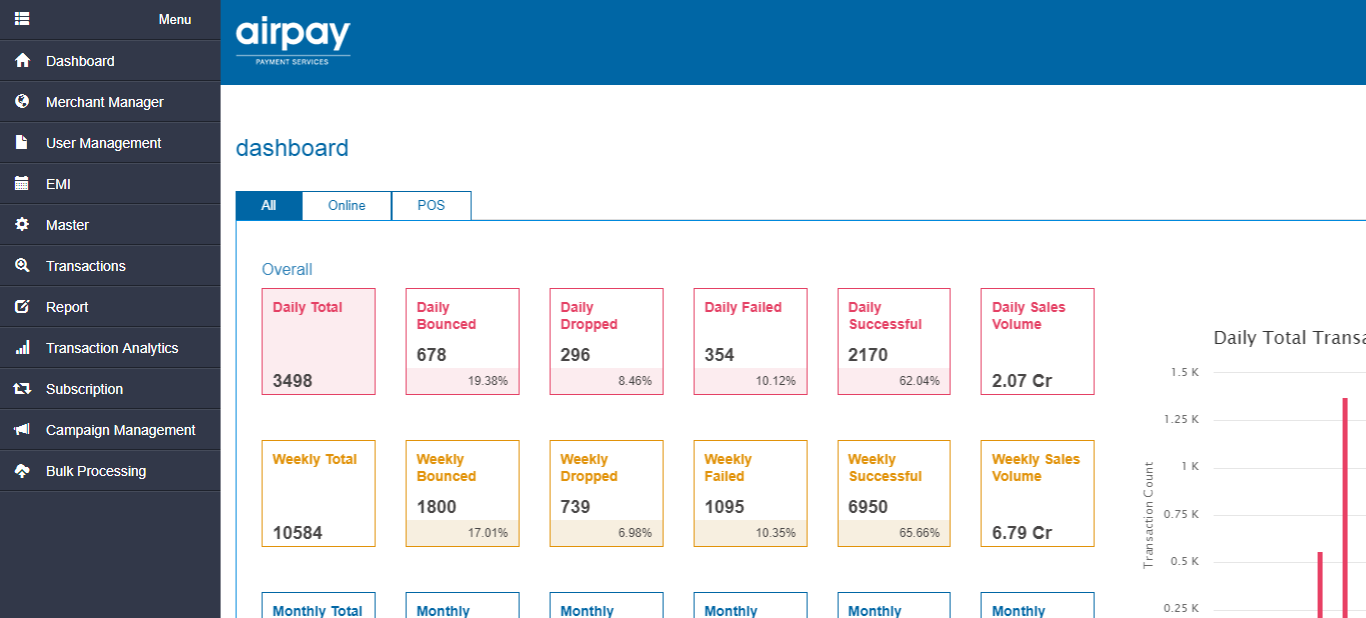 Menu
Dashboard
Merchant Manager
User Management
EMI
Master
Transactions
Report
Transaction Analytics
Subscription
Campaign Management
Bulk Processing
airpay
PAYMENT SERVICES
dashboard
All
Online
POS
Overall
Daily Total
3498
Daily
Bounced
678
19.38%
Daily
Dropped
296
8.46%
Daily Failed
354
10.12%
Daily
Successful
2170
62.04%
Daily Sales
Volume
2.07 Cr
Weekly Total
10584
Weekly
Bounced
1800
17.01%
Weekly
Dropped
739
6.98%
Weekly
Failed
1095
10.35%
Weekly
Successful
6950
65.66%
Weekly Sales
Volume
6.79 Cr
Monthly Total
Monthly
Monthly
Monthly
Monthly
Monthly
Daily Total Transa
Transaction Count
1.5 K
1.25 K
1 K
0.75 K
0.5 K
0.25 K